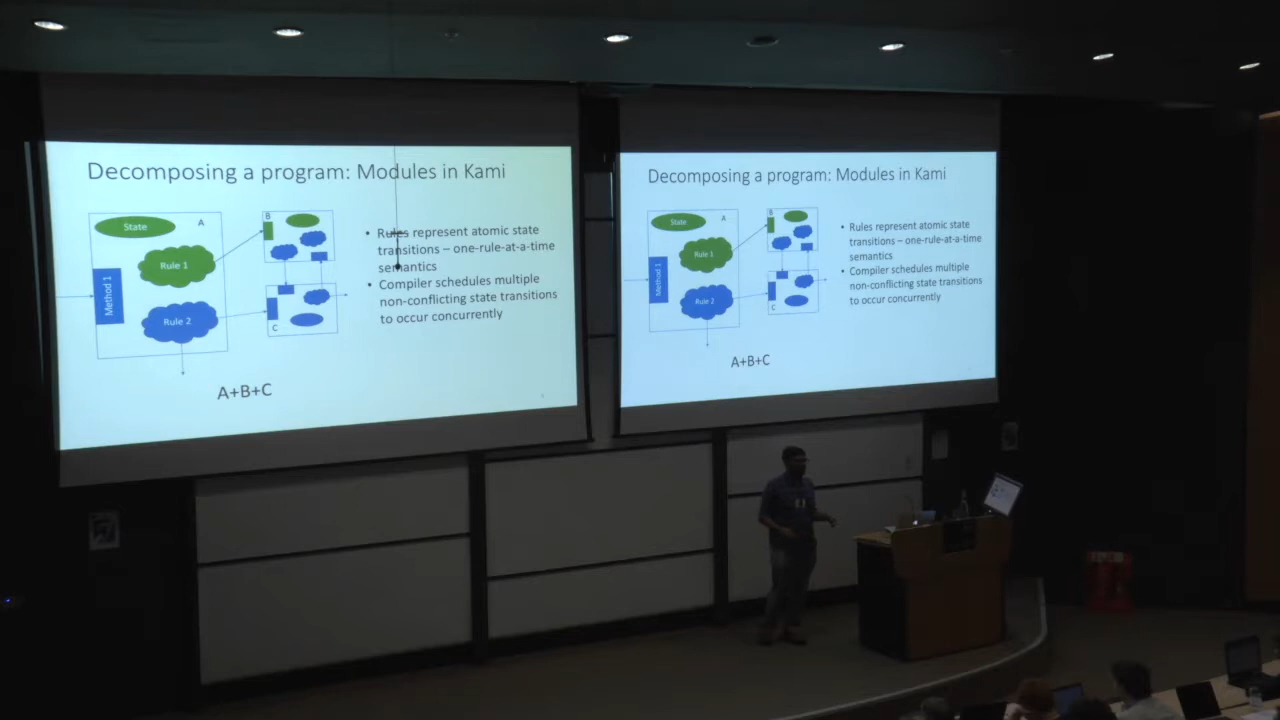 Decomposing a program: Modules in Kami
State
A
B
Rule 1
Method 1
Rule 2
C
A+B+C
• Rules represent atomic state
transitions – one-rule-at-a-time
semantics
• Compiler schedules multiple
non-conflicting state transitions
to occur concurrently
Decomposing a program: Modules in Kami
State
A
B
Rule 1
Method 1
Rule 2
C
A+B+C
• Rules represent atomic state
transitions – one-rule-at-a-time
semantics
• Compiler schedules multiple
non-conflicting state transitions
to occur concurrently